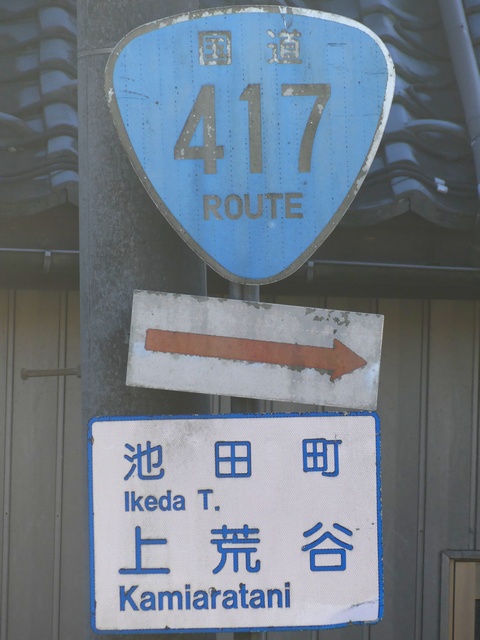 国道
417
ROUTE
池田町
Ikeda T.
上荒谷
Kamiaratani